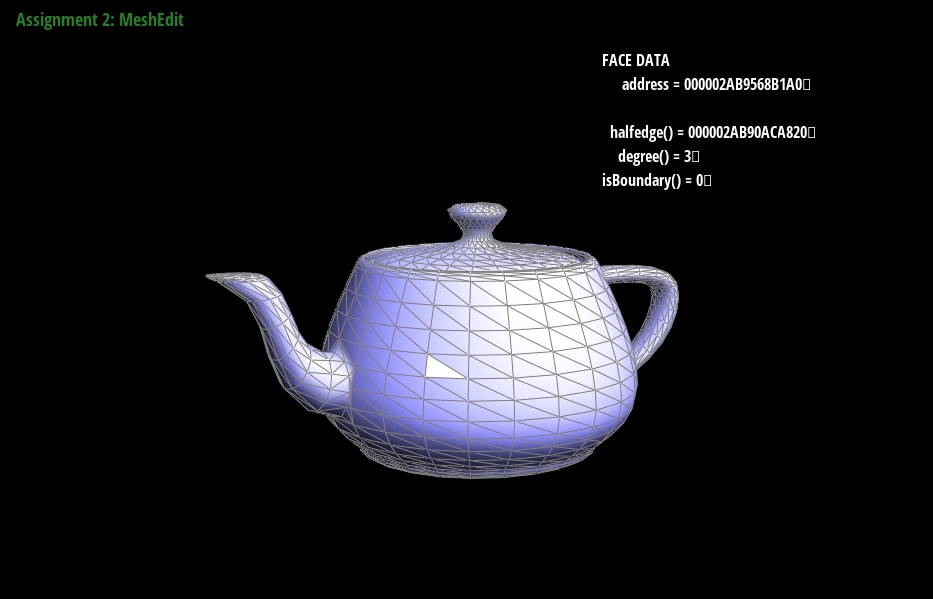 Assignment 2: MeshEdit
FACE DATA
address = 000002AB9568B1A0▯
halfedge() = 000002AB90ACA820▯
degree() = 3▯
isBoundary() = 0▯